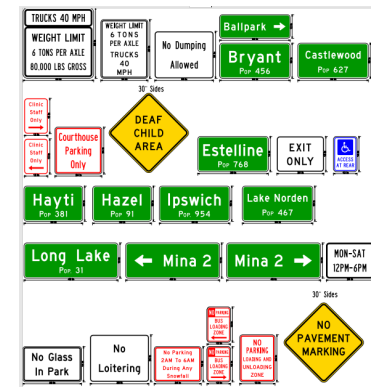 TRUCKS 40 MPH
WEIGHT LIMIT
6 TONS PER AXLE
80,000 LBS GROSS
WEIGHT LIMIT
6 TONS
PER AXLE
TRUCKS
40
MPH
No Dumping
Allowed
Ballpark →
Bryant
POP 456
Castlewood
POP 627
Clinic
Staff
Only
Clinic
Staff
Only
Courthouse
Parking
Only
30" Sides
DEAF
CHILD
AREA
Estelline
POP 768
EXIT
ONLY
ACCESS
AT REAR
Hayti
POP 381
Hazel
POP 91
Ipswich
POP 954
Lake Norden
POP 467
Long Lake
POP 31
← Mina 2
Mina 2 →
MON-SAT
12PM-6PM
30" Sides
No Glass
In Park
No
Loitering
No Parking
2AM To 6AM
During Any
Snowfall
NO PARKING
BUS
LOADING
ZONE
NO PARKING
BUS
LOADING
ZONE
NO
PARKING
LOADING AND
UNLOADING
ZONE
NO
PAVEMENT
MARKING